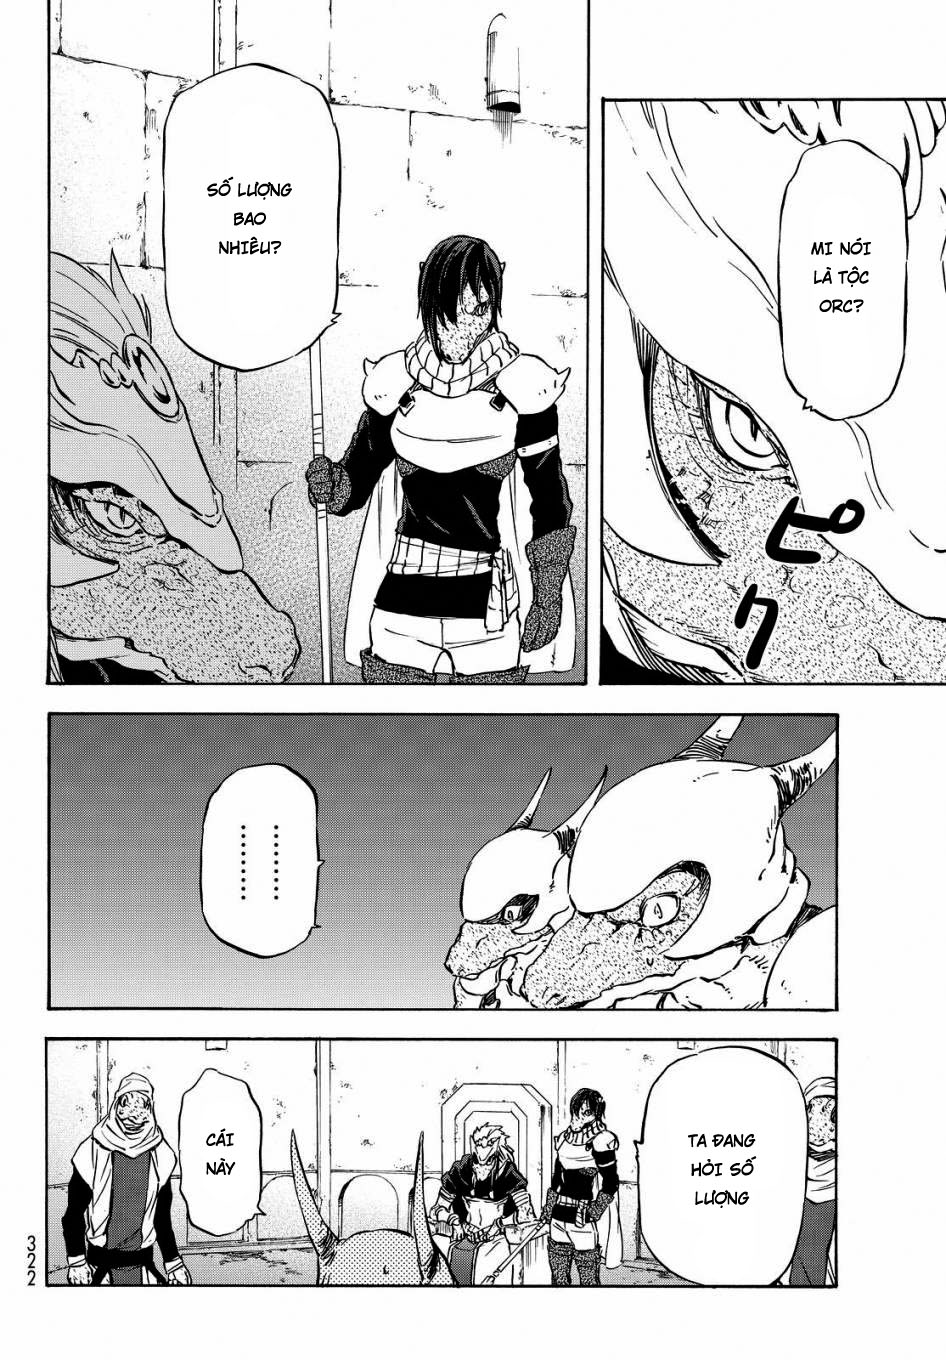 MI NÓI
LÀ TỘC
ORC?
ピク
SỐ LƯỢNG
BAO
NHIÊU?
………
………
TA ĐANG
HỎI SỐ
LƯỢNG
CÁI
NÀY
322